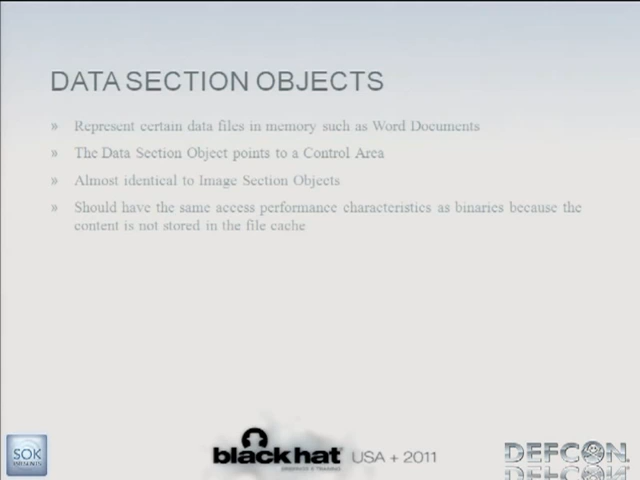 DATA SECTION OBJECTS
» Represent certain data files in memory such as Word Documents
» The Data Section Object points to a Control Area
» Almost identical to Image Section Objects
» Should have the same access performance characteristics as binaries because the
content is not stored in the file cache
SOK
PRESENTS
blackhat USA + 2011
DEFCON